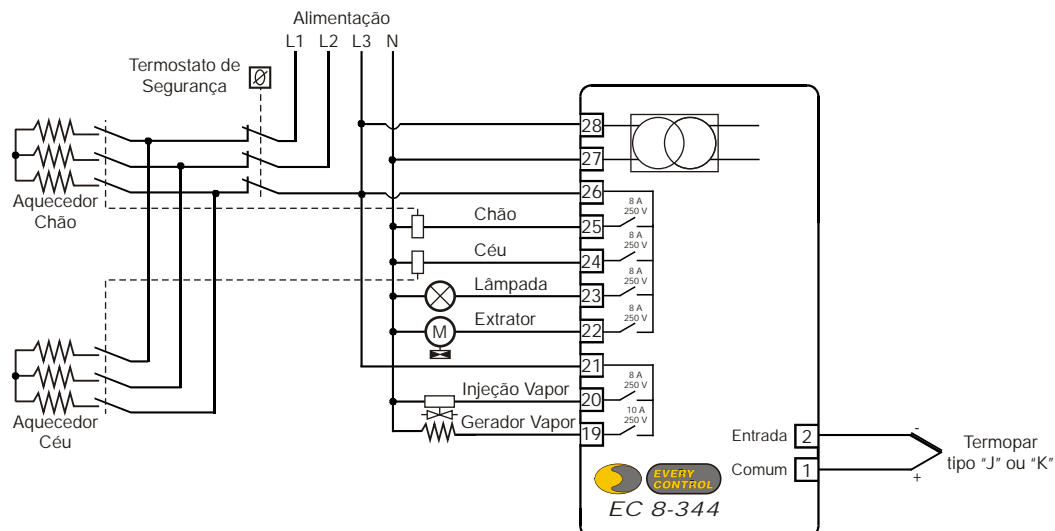 Alimentação
L1 L2 L3 N
Termostato de
Segurança
Aquecedor
Chão
Aquecedor
Céu
Chão
Céu
Lâmpada
Extrator
M
Injeção Vapor
Gerador Vapor
28
27
26
8 A
250 V
25
8 A
250 V
24
8 A
250 V
23
8 A
250 V
22
21
8 A
250 V
20
10 A
250 V
19
Entrada 2
Comum 1
-
+
Termopar
tipo "J" ou "K"
EVERY
CONTROL
EC 8-344